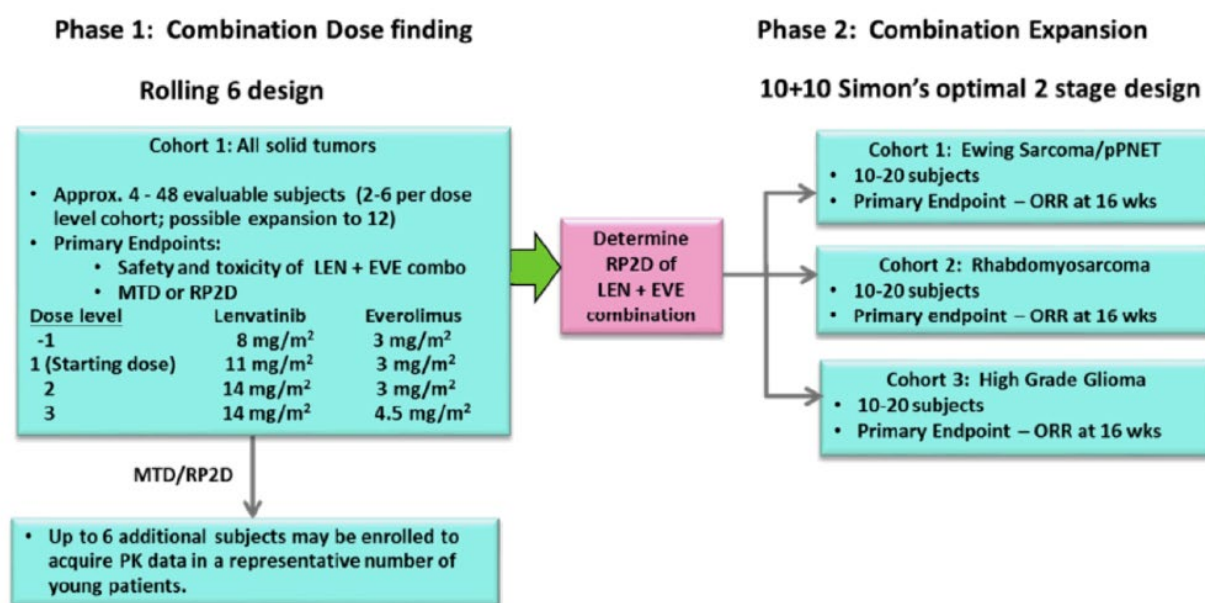 Phase 1: Combination Dose finding
Rolling 6 design
Cohort 1: All solid tumors
• Approx. 4 - 48 evaluable subjects (2-6 per dose
level cohort; possible expansion to 12)
• Primary Endpoints:
• Safety and toxicity of LEN + EVE combo
• MTD or RP2D
Dose level Lenvatinib Everolimus
-1 8 mg/m² 3 mg/m²
1 (Starting dose) 11 mg/m² 3 mg/m²
2 14 mg/m² 3 mg/m²
3 14 mg/m² 4.5 mg/m²
MTD/RP2D
• Up to 6 additional subjects may be enrolled to
acquire PK data in a representative number of
young patients.
Determine
RP2D of
LEN + EVE
combination
Phase 2: Combination Expansion
10+10 Simon's optimal 2 stage design
Cohort 1: Ewing Sarcoma/pPNET
• 10-20 subjects
• Primary Endpoint – ORR at 16 wks
Cohort 2: Rhabdomyosarcoma
• 10-20 subjects
• Primary endpoint – ORR at 16 wks
Cohort 3: High Grade Glioma
• 10-20 subjects
• Primary Endpoint – ORR at 16 wks